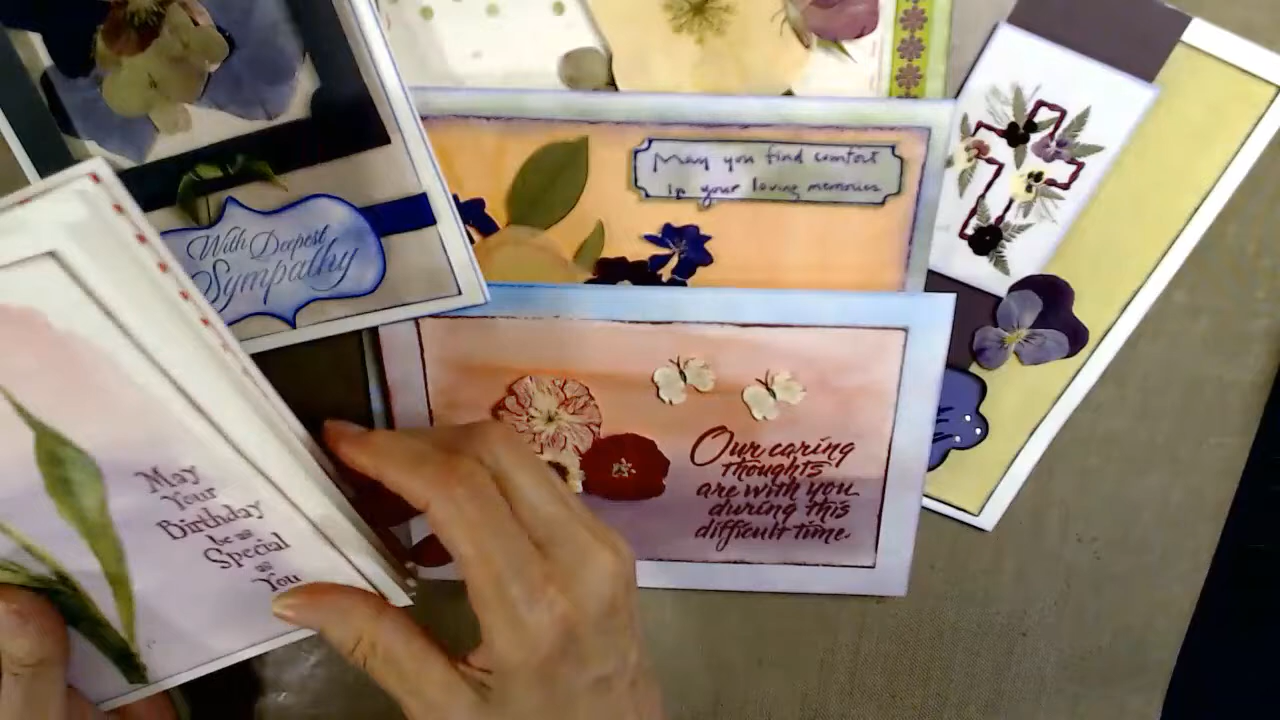 May you find comfort
In your loving memories
With Deepest
Sympathy
Our caring
thoughts
are with you
during this
difficult time.
May
Your
Birthday
be as
Special
as
You